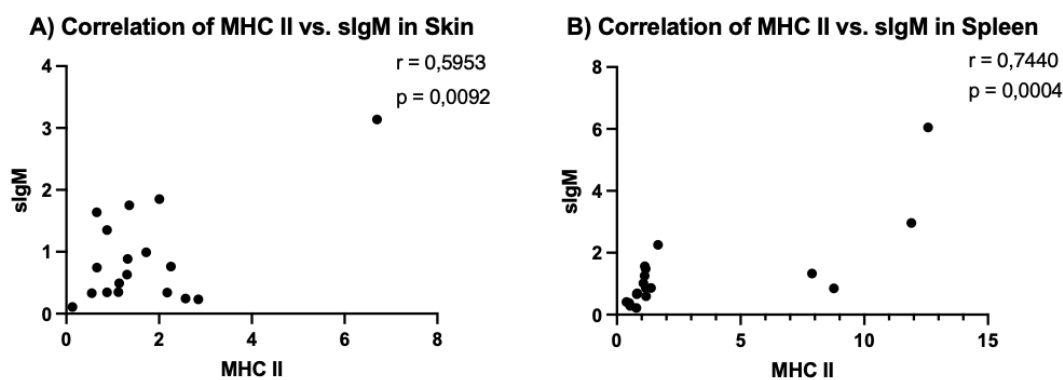 A) Correlation of MHC II vs. sIgM in Skin
r = 0,5953
p = 0,0092
4
3
2
1
0
sIgM
0
2
4
6
8
MHC II
B) Correlation of MHC II vs. sIgM in Spleen
r = 0,7440
p = 0,0004
8
6
4
2
0
sIgM
0
5
10
15
MHC II